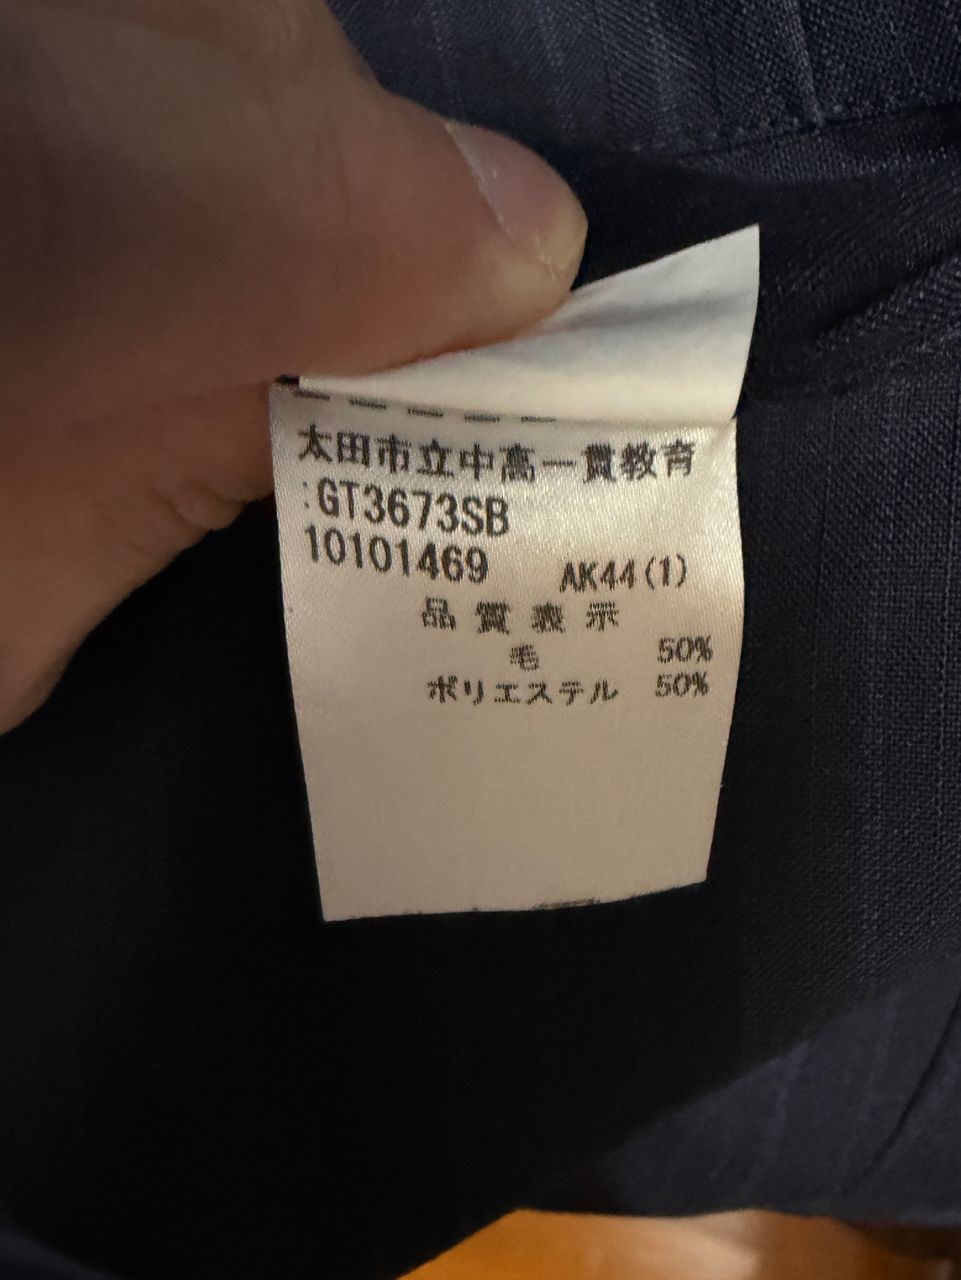 太田市立中高一貫教育
:GT3673SB
10101469 AK44(1)
品質表示
毛 50%
ポリエステル 50%